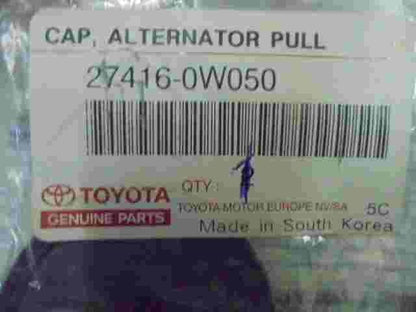 CAP, ALTERNATOR PULL
27416-0W050
TOYOTA
GENUINE PARTS
QTY: 1
TOYOTA MOTOR EUROPE NV/SA 5C
Made in South Korea